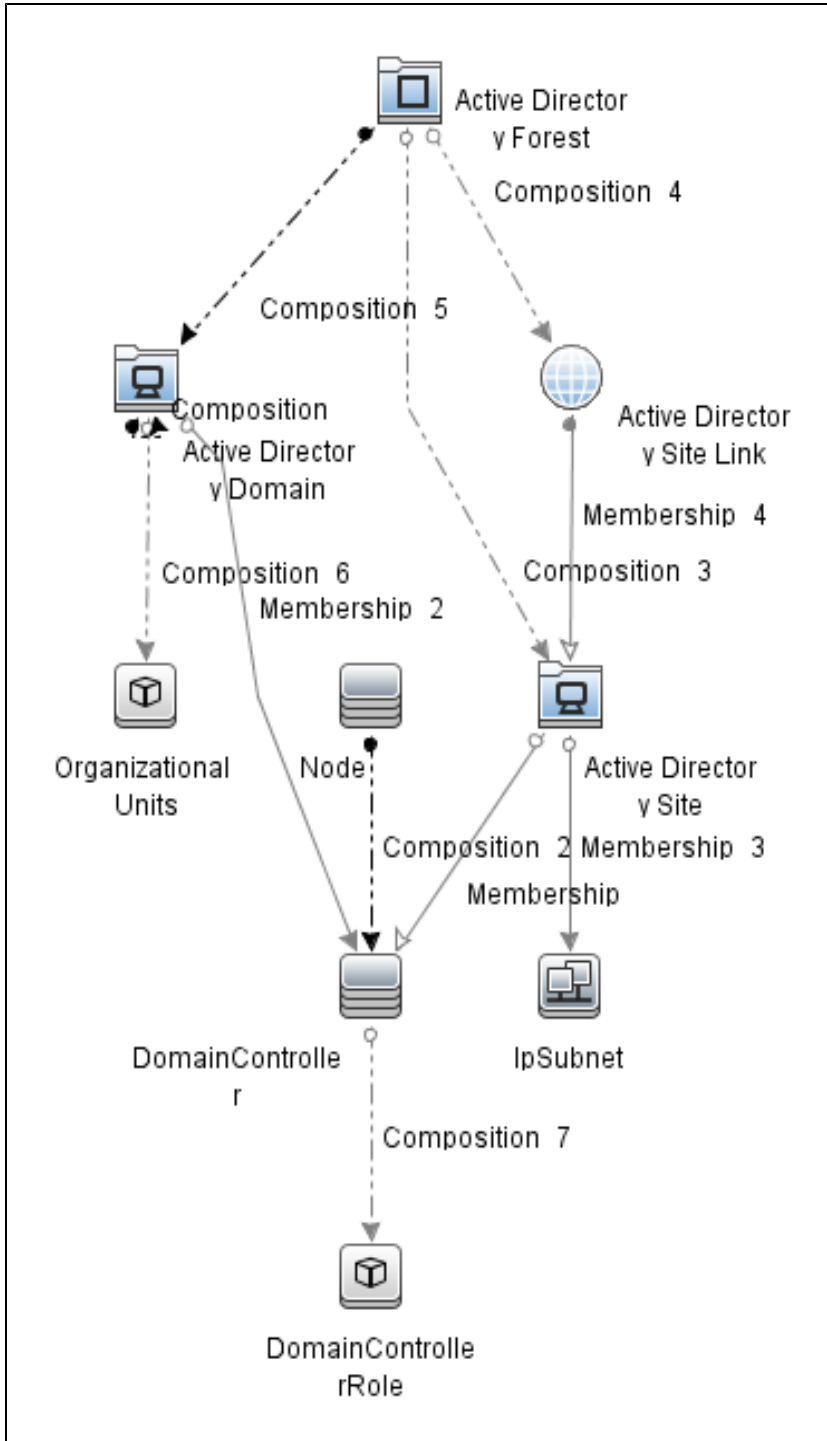 Active Director
y Forest
Composition 4
Composition 5
Composition
Active Director
y Domain
Active Director
y Site Link
Membership 4
Composition 6
Composition 3
Membership 2
Organizational
Units
Node
Active Director
y Site
Composition 2
Membership 3
Membership
DomainControlle
r
IpSubnet
Composition 7
DomainControlle
rRole